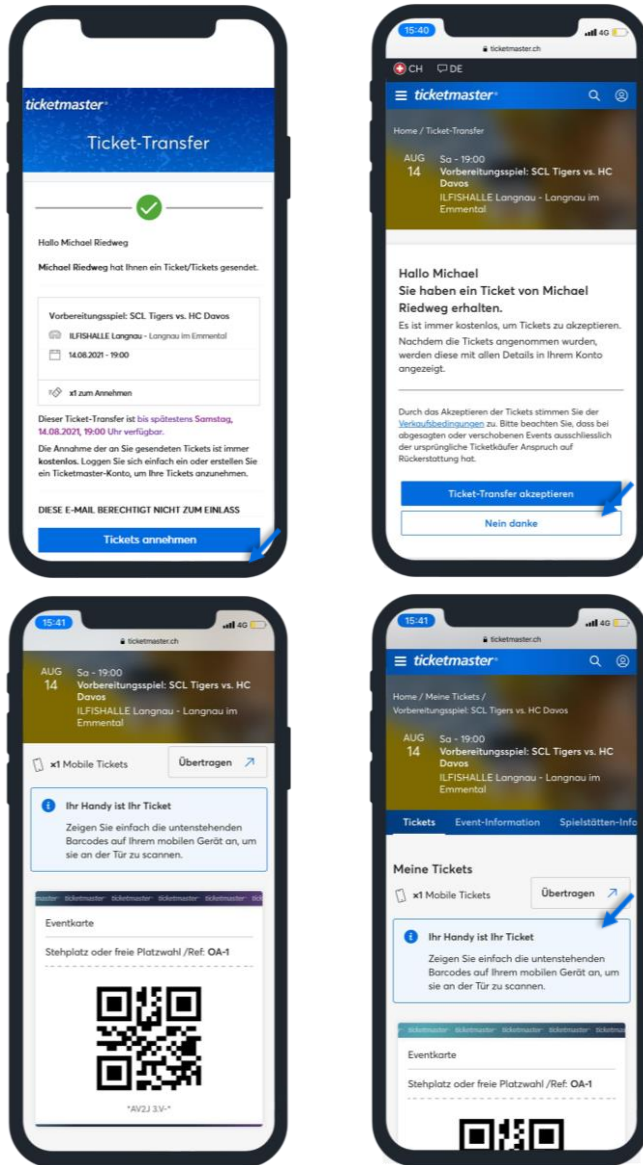 ticketmaster®
Ticket-Transfer
Hallo Michael Riedweg
Michael Riedweg hat Ihnen ein Ticket/Tickets gesendet.
Vorbereitungsspiel: SCL Tigers vs. HC Davos
ILFISHALLE Langnau - Langnau im Emmental
14.08.2021 - 19:00
x1 zum Annehmen
Dieser Ticket-Transfer ist bis spätestens Samstag,
14.08.2021, 19:00 Uhr verfügbar.
Die Annahme der an Sie gesendeten Tickets ist immer
kostenlos. Loggen Sie sich einfach ein oder erstellen Sie
ein Ticketmaster-Konto, um Ihre Tickets anzunehmen.
DIESE E-MAIL BERECHTIGT NICHT ZUM EINLASS
Tickets annehmen
15:40
4G
ticketmaster.ch
CH DE
ticketmaster®
Home / Ticket-Transfer
AUG
14
Sa - 19:00
Vorbereitungsspiel: SCL Tigers vs. HC
Davos
ILFISHALLE Langnau - Langnau im
Emmental
Hallo Michael
Sie haben ein Ticket von Michael
Riedweg erhalten.
Es ist immer kostenlos, um Tickets zu akzeptieren.
Nachdem die Tickets angenommen wurden,
werden diese mit allen Details in Ihrem Konto
angezeigt.
Durch das Akzeptieren der Tickets stimmen Sie der
Verkaufsbedingungen zu. Bitte beachten Sie, dass bei
abgesagten oder verschobenen Events ausschliesslich
der ursprüngliche Ticketkäufer Anspruch auf
Rückerstattung hat.
Ticket-Transfer akzeptieren
Nein danke
15:41
4G
ticketmaster.ch
AUG
14
Sa - 19:00
Vorbereitungsspiel: SCL Tigers vs. HC
Davos
ILFISHALLE Langnau - Langnau im
Emmental
x1 Mobile Tickets
Übertragen
Ihr Handy ist Ihr Ticket
Zeigen Sie einfach die untenstehenden
Barcodes auf Ihrem mobilen Gerät an, um
sie an der Tür zu scannen.
ticketmaster ticketmaster ticketmaster ticketmaster
Eventkarte
Stehplatz oder freie Platzwahl /Ref: OA-1
*AV2J 3.V-*
15:41
4G
ticketmaster.ch
ticketmaster®
Home / Meine Tickets /
Vorbereitungsspiel: SCL Tigers vs. HC Davos
AUG
14
Sa - 19:00
Vorbereitungsspiel: SCL Tigers vs. HC
Davos
ILFISHALLE Langnau - Langnau im
Emmental
Tickets Event-Information Spielstätten-Info
Meine Tickets
x1 Mobile Tickets
Übertragen
Ihr Handy ist Ihr Ticket
Zeigen Sie einfach die untenstehenden
Barcodes auf Ihrem mobilen Gerät an, um
sie an der Tür zu scannen.
ticketmaster ticketmaster ticketmaster ticketmaster
Eventkarte
Stehplatz oder freie Platzwahl /Ref: OA-1